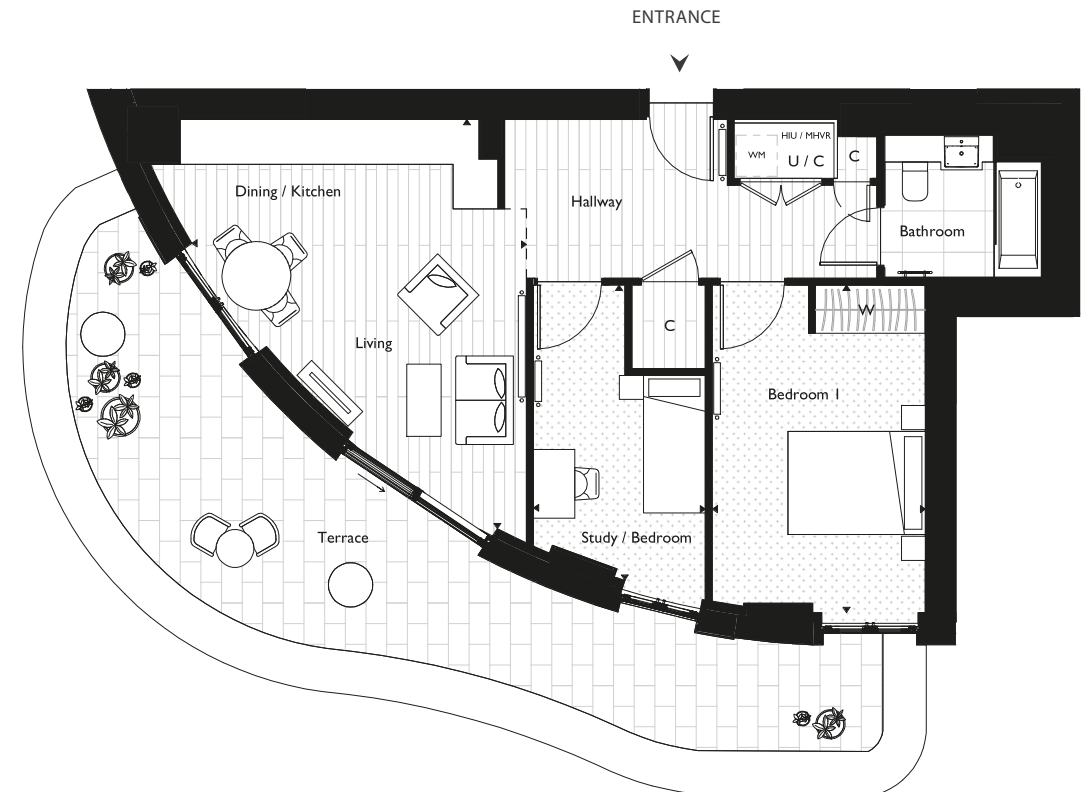 ENTRANCE
HIU / MHVR
WM
U / C
C
Dining / Kitchen
Hallway
Bathroom
W
C
Living
Bedroom 1
Terrace
Study / Bedroom